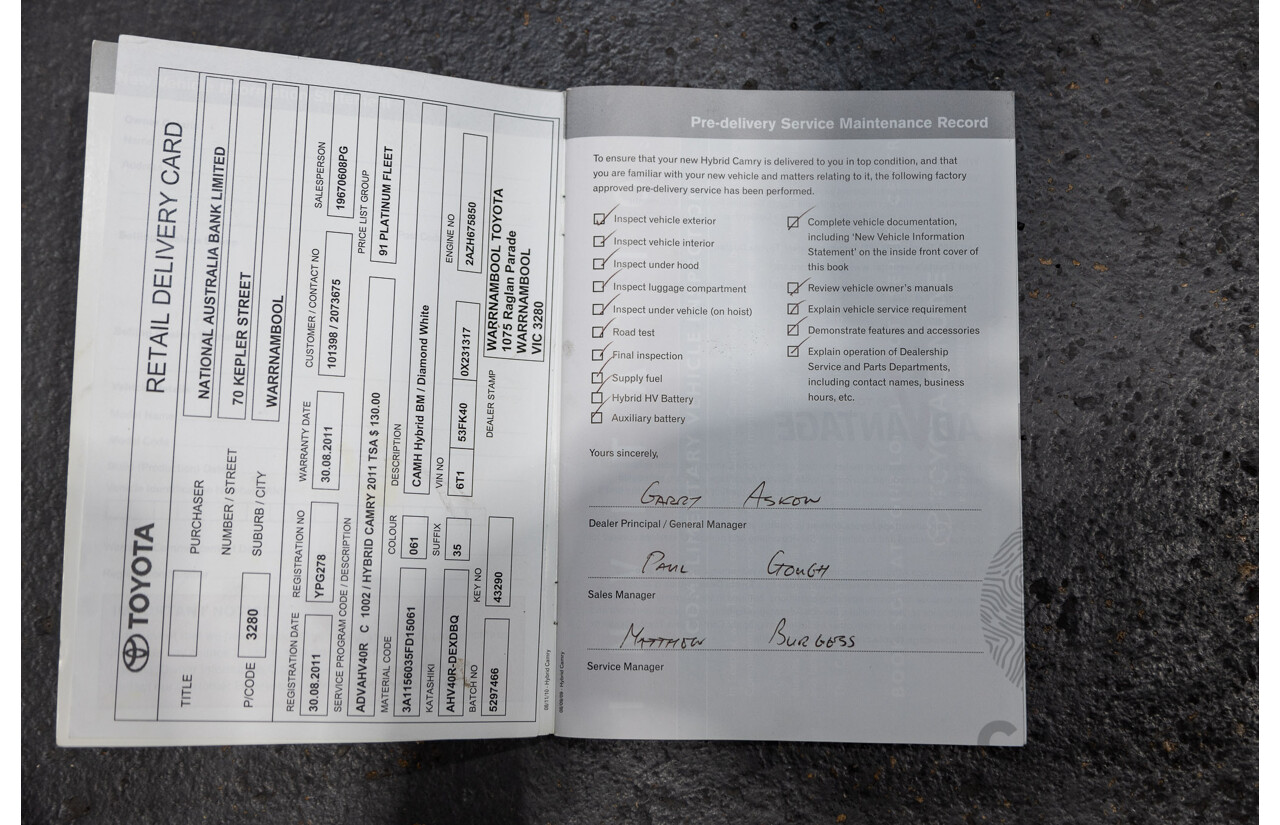 TOYOTA
RETAIL DELIVERY CARD
TITLE
PURCHASER
NATIONAL AUSTRALIA BANK LIMITED
NUMBER / STREET
70 KEPLER STREET
P/CODE 3280
SUBURB / CITY
WARRNAMBOOL
REGISTRATION DATE REGISTRATION NO WARRANTY DATE CUSTOMER / CONTACT NO SALESPERSON
30.08.2011 YPG278 30.08.2011 101398 / 2073675 19670608PG
SERVICE PROGRAM CODE / DESCRIPTION PRICE LIST GROUP
ADVAHV40R C 1002 / HYBRID CAMRY 2011 TSA $ 130.00 91 PLATINUM FLEET
MATERIAL CODE COLOUR DESCRIPTION
3A1156035FD15061 061 CAMH Hybrid BM / Diamond White
KATASHIKI SUFFIX VIN NO ENGINE NO
AHV40R-DEXDBQ 35 6T1 53FK40 0X231317 2AZH675850
BATCH NO KEY NO DEALER STAMP
5297466 43290
WARRNAMBOOL TOYOTA
1075 Raglan Parade
WARRNAMBOOL
VIC 3280
08/11/10 - Hybrid Camry
Pre-delivery Service Maintenance Record
To ensure that your new Hybrid Camry is delivered to you in top condition, and that
you are familiar with your new vehicle and matters relating to it, the following factory
approved pre-delivery service has been performed.
Inspect vehicle exterior
Inspect vehicle interior
Inspect under hood
Inspect luggage compartment
Inspect under vehicle (on hoist)
Road test
Final inspection
Supply fuel
Hybrid HV Battery
Auxiliary battery
Complete vehicle documentation,
including ‘New Vehicle Information
Statement’ on the inside front cover of
this book
Review vehicle owner's manuals
Explain vehicle service requirement
Demonstrate features and accessories
Explain operation of Dealership
Service and Parts Departments,
including contact names, business
hours, etc.
Yours sincerely,
GARRY ASKOW
Dealer Principal / General Manager
PAUL GOUGH
Sales Manager
MATTHEW BURGESS
Service Manager